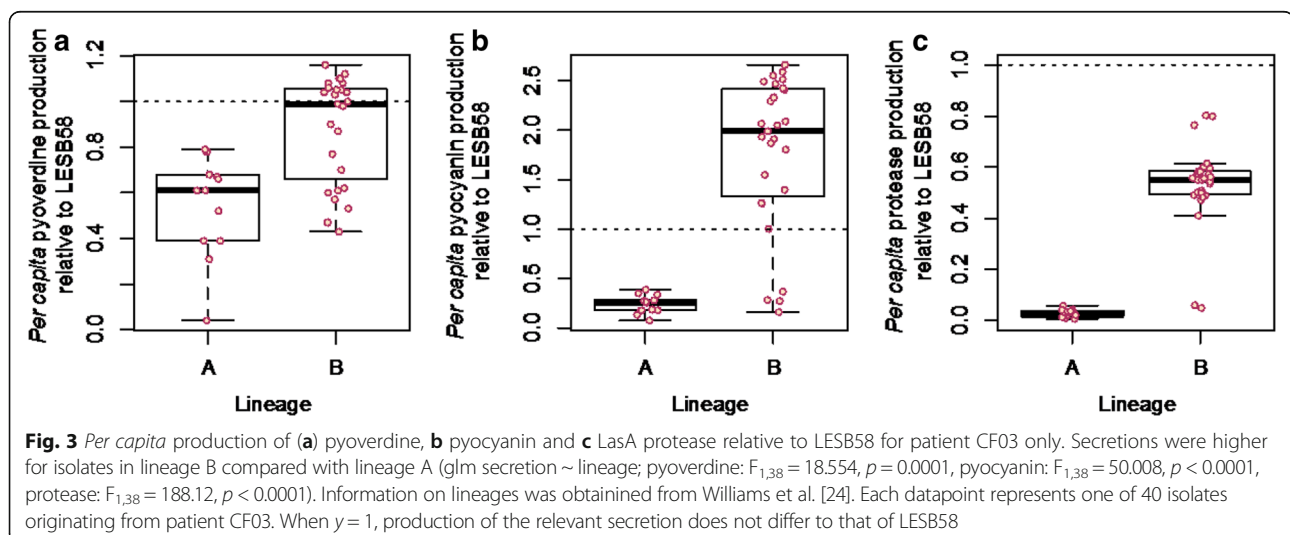 a
Per capita pyoverdine production
relative to LESB58
0.0 0.4 0.8 1.2
A B
Lineage
b
Per capita pyocyanin production
relative to LESB58
0.0 0.5 1.0 1.5 2.0 2.5
A B
Lineage
c
Per capita protease production
relative to LESB58
0.0 0.2 0.4 0.6 0.8 1.0
A B
Lineage
Fig. 3 Per capita production of (a) pyoverdine, b pyocyanin and c LasA protease relative to LESB58 for patient CF03 only. Secretions were higher
for isolates in lineage B compared with lineage A (glm secretion ~ lineage; pyoverdine: F1,38 = 18.554, p = 0.0001, pyocyanin: F1,38 = 50.008, p < 0.0001,
protease: F1,38 = 188.12, p < 0.0001). Information on lineages was obtainined from Williams et al. [24]. Each datapoint represents one of 40 isolates
originating from patient CF03. When y = 1, production of the relevant secretion does not differ to that of LESB58